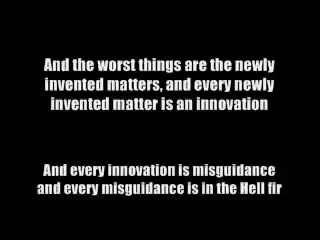 And the worst things are the newly
invented matters, and every newly
invented matter is an innovation
And every innovation is misguidance
and every misguidance is in the Hell fir